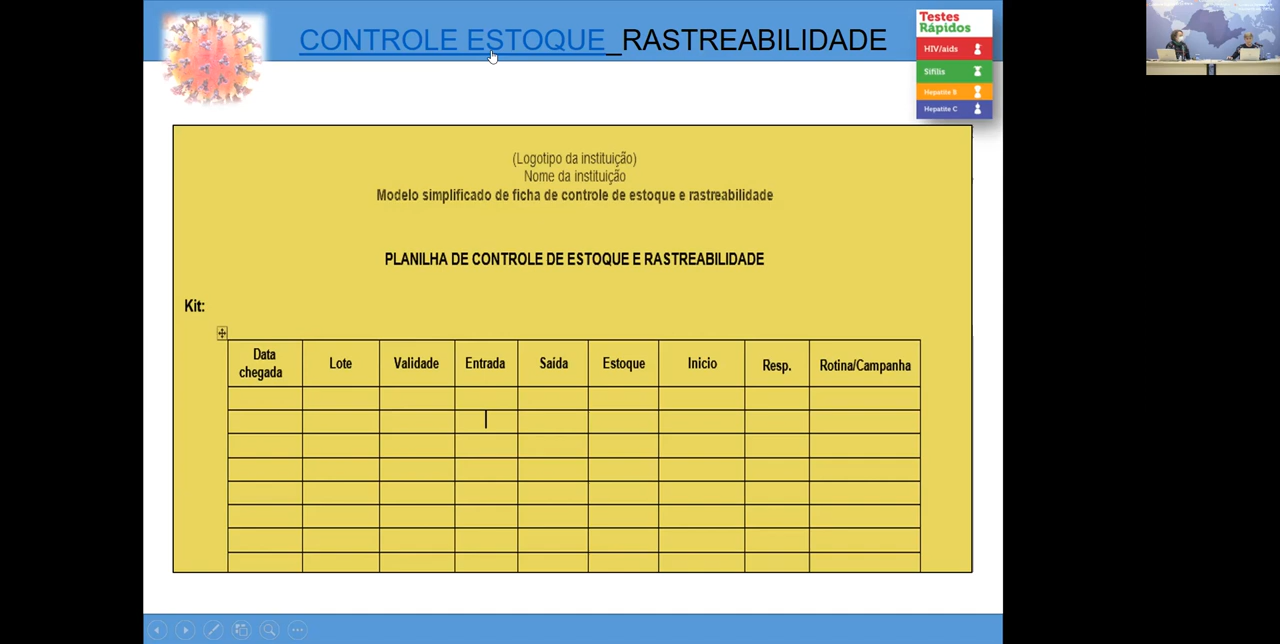 CONTROLE ESTOQUE_RASTREABILIDADE
Testes
Rápidos
HIV/aids
Sífilis
Hepatite B
Hepatite C
(Logotipo da instituição)
Nome da instituição
Modelo simplificado de ficha de controle de estoque e rastreabilidade
PLANILHA DE CONTROLE DE ESTOQUE E RASTREABILIDADE
Kit:
Data chegada Lote Validade Entrada Saída Estoque Inicio Resp. Rotina/Campanha